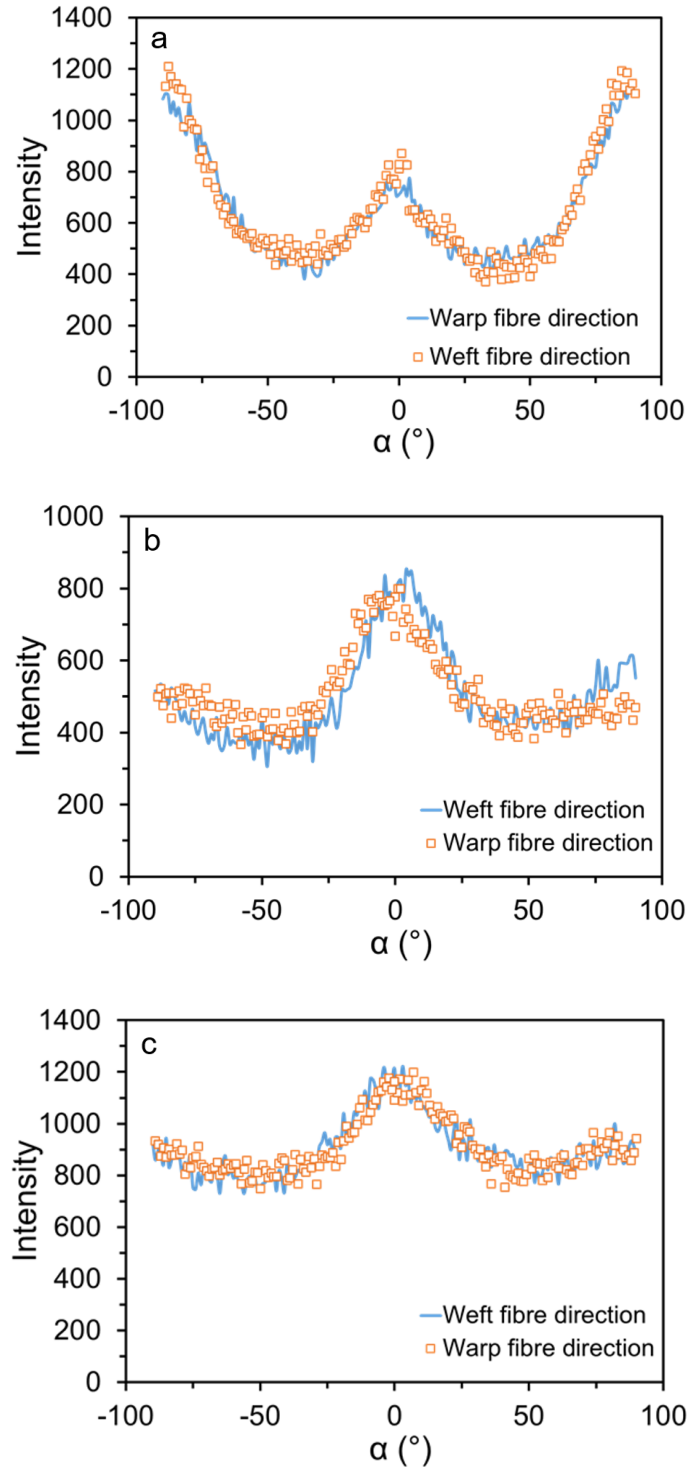 a
1400
1200
1000
800
600
400
200
0
Intensity
Warp fibre direction
Weft fibre direction
-100 -50 0 50 100
α (°)
b
1000
800
600
400
200
0
Intensity
Weft fibre direction
Warp fibre direction
-100 -50 0 50 100
α (°)
c
1400
1200
1000
800
600
400
200
0
Intensity
Weft fibre direction
Warp fibre direction
-100 -50 0 50 100
α (°)